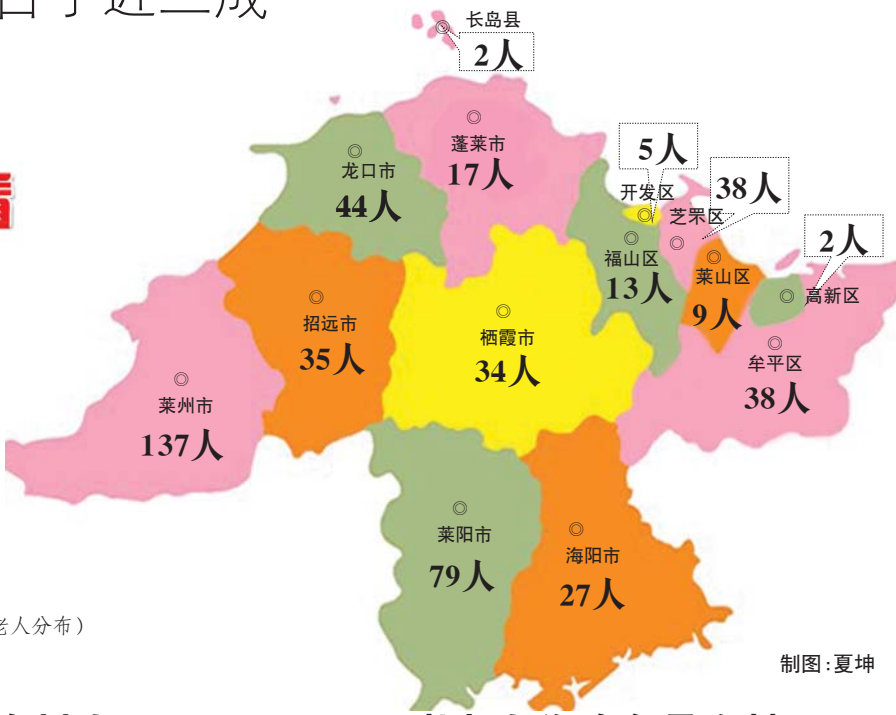 长岛县
2人
蓬莱市
17人
龙口市
44人
5人
开发区
38人
芝罘区
2人
福山区
13人
莱山区
9人
高新区
招远市
35人
栖霞市
34人
牟平区
38人
莱州市
137人
莱阳市
79人
海阳市
27人
老人分布）
制图:夏坤